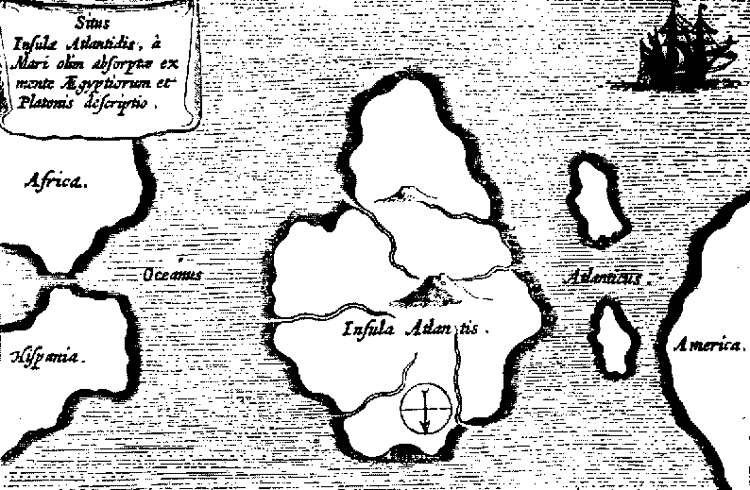 Situs
Insulæ Atlantidis, à
Mari olim absorptæ ex
mente Ægyptiorum et
Platonis descriptio.
Africa.
Oceanus
Atlanticus.
Insula Atlantis.
America.
Hispania.